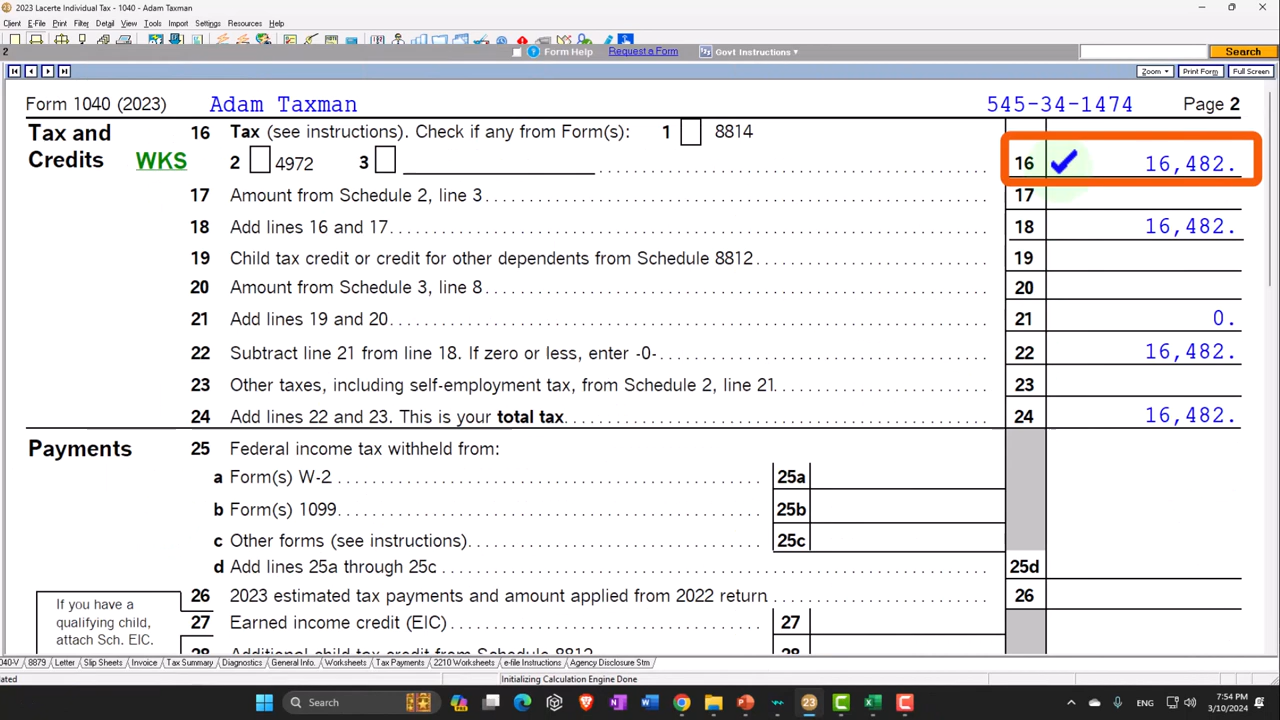 2023 Lacerte Individual Tax - 1040 - Adam Taxman
Client E-File Print Filter Detail View Tools Import Settings Resources Help
2 Form Help Request a Form Govt Instructions Search
Zoom Print Form Full Screen
Form 1040 (2023) Adam Taxman 545-34-1474 Page 2
Tax and 16 Tax (see instructions). Check if any from Form(s): 1 8814
Credits WKS 2 4972 3 16 16,482.
17 Amount from Schedule 2, line 3 17
18 Add lines 16 and 17 18 16,482.
19 Child tax credit or credit for other dependents from Schedule 8812 19
20 Amount from Schedule 3, line 8 20
21 Add lines 19 and 20 21 0.
22 Subtract line 21 from line 18. If zero or less, enter -0- 22 16,482.
23 Other taxes, including self-employment tax, from Schedule 2, line 21 23
24 Add lines 22 and 23. This is your total tax 24 16,482.
Payments 25 Federal income tax withheld from:
a Form(s) W-2 25a
b Form(s) 1099 25b
c Other forms (see instructions) 25c
d Add lines 25a through 25c 25d
26 2023 estimated tax payments and amount applied from 2022 return 26
If you have a
qualifying child,
attach Sch. EIC.
27 Earned income credit (EIC) 27
28 Additional child tax credit from Schedule 8812 28
1040-V 8879 Letter Slip Sheets Invoice Tax Summary Diagnostics General Info. Worksheets Tax Payments 2210 Worksheets e-file Instructions Agency Disclosure Stm
Initializing Calculation Engine Done
Search 23 ENG 7:54 PM
3/10/2024